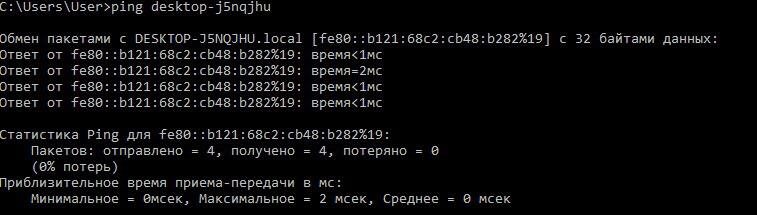 C:\Users\User>ping desktop-j5nqjhu
Обмен пакетами с DESKTOP-J5NQJHU.local [fe80::b121:68c2:cb48:b282%19] с 32 байтами данных:
Ответ от fe80::b121:68c2:cb48:b282%19: время<1мс
Ответ от fe80::b121:68c2:cb48:b282%19: время=2мс
Ответ от fe80::b121:68c2:cb48:b282%19: время<1мс
Ответ от fe80::b121:68c2:cb48:b282%19: время<1мс
Статистика Ping для fe80::b121:68c2:cb48:b282%19:
Пакетов: отправлено = 4, получено = 4, потеряно = 0
(0% потерь)
Приблизительное время приема-передачи в мс:
Минимальное = 0мсек, Максимальное = 2 мсек, Среднее = 0 мсек